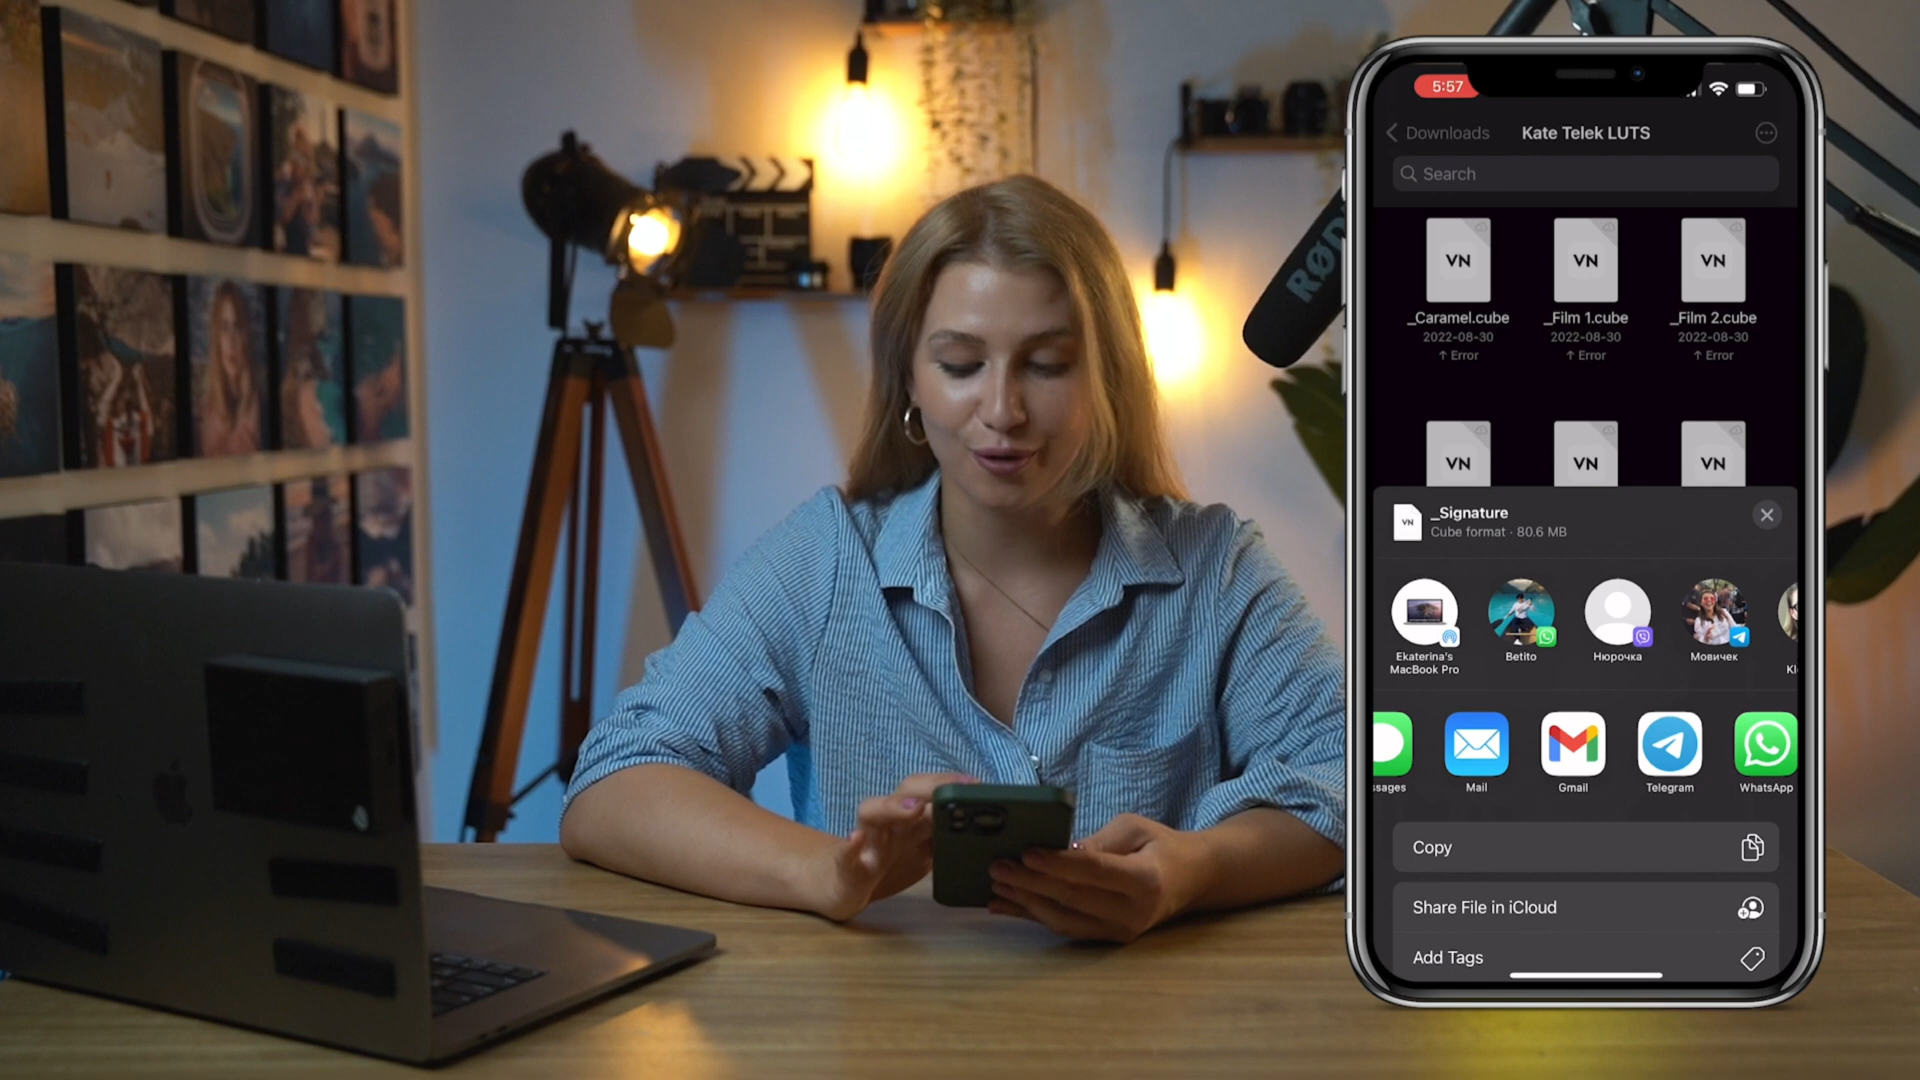 RØD
5:57
Downloads
Kate Telek LUTS
Search
VN
VN
VN
_Caramel.cube
_Film 1.cube
_Film 2.cube
2022-08-30
2022-08-30
2022-08-30
↑ Error
↑ Error
↑ Error
VN
VN
VN
VN
_Signature
Cube format · 80.6 MB
Ekaterina's
MacBook Pro
Betito
Нюрочка
Мовичек
Kl
ssages
Mail
Gmail
Telegram
WhatsApp
Copy
Share File in iCloud
Add Tags